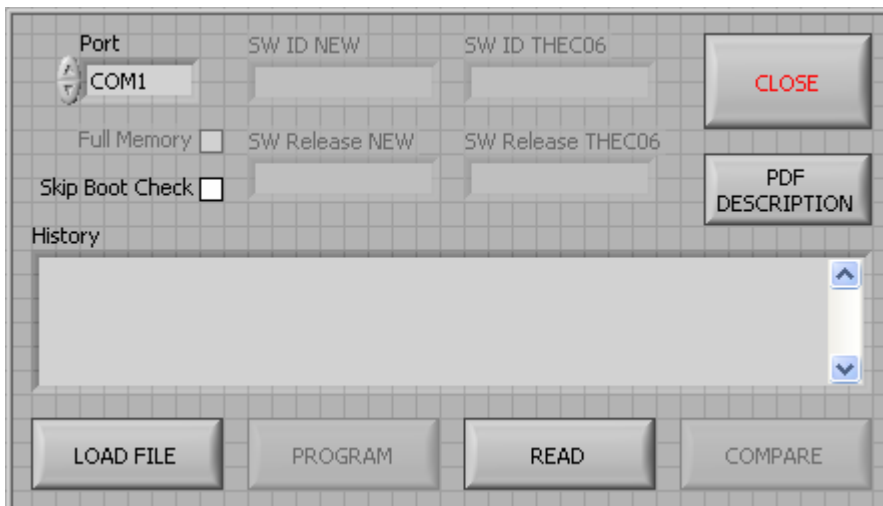 Port
SW ID NEW
SW ID THEC06
COM1
CLOSE
Full Memory
SW Release NEW
SW Release THEC06
Skip Boot Check
PDF
DESCRIPTION
History
LOAD FILE
PROGRAM
READ
COMPARE